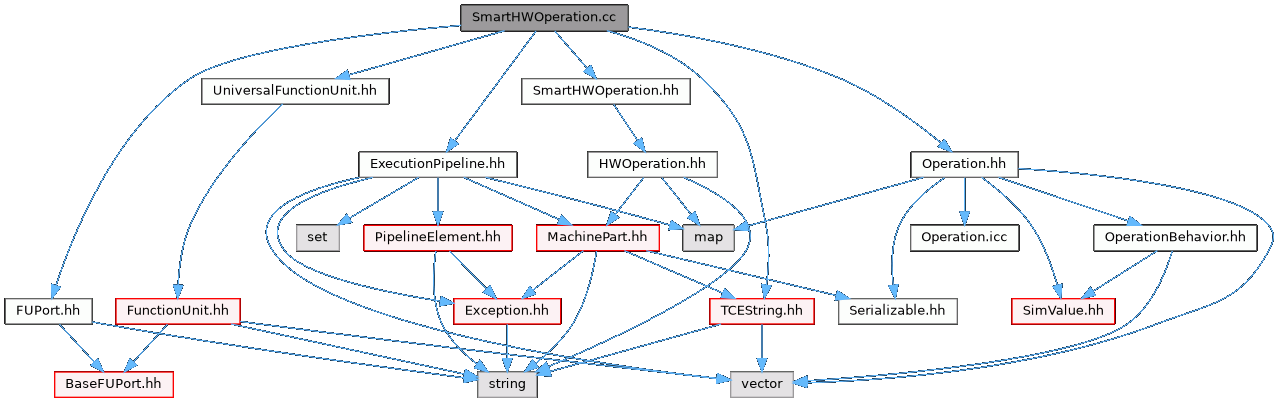 SmartHWOperation.cc
UniversalFunctionUnit.hh
SmartHWOperation.hh
ExecutionPipeline.hh
HWOperation.hh
Operation.hh
set
PipelineElement.hh
MachinePart.hh
map
Operation.icc
OperationBehavior.hh
FUPort.hh
FunctionUnit.hh
Exception.hh
TCEString.hh
Serializable.hh
SimValue.hh
BaseFUPort.hh
string
vector